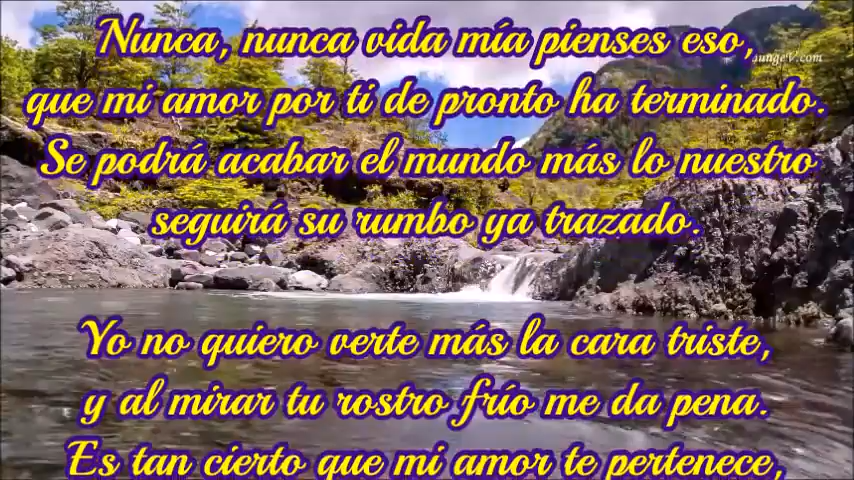 Nunca, nunca vida mía pienses eso,
que mi amor por ti de pronto ha terminado.
Se podrá acabar el mundo más lo nuestro
seguirá su rumbo ya trazado.
Yo no quiero verte más la cara triste,
y al mirar tu rostro frío me da pena.
Es tan cierto que mi amor te pertenece,